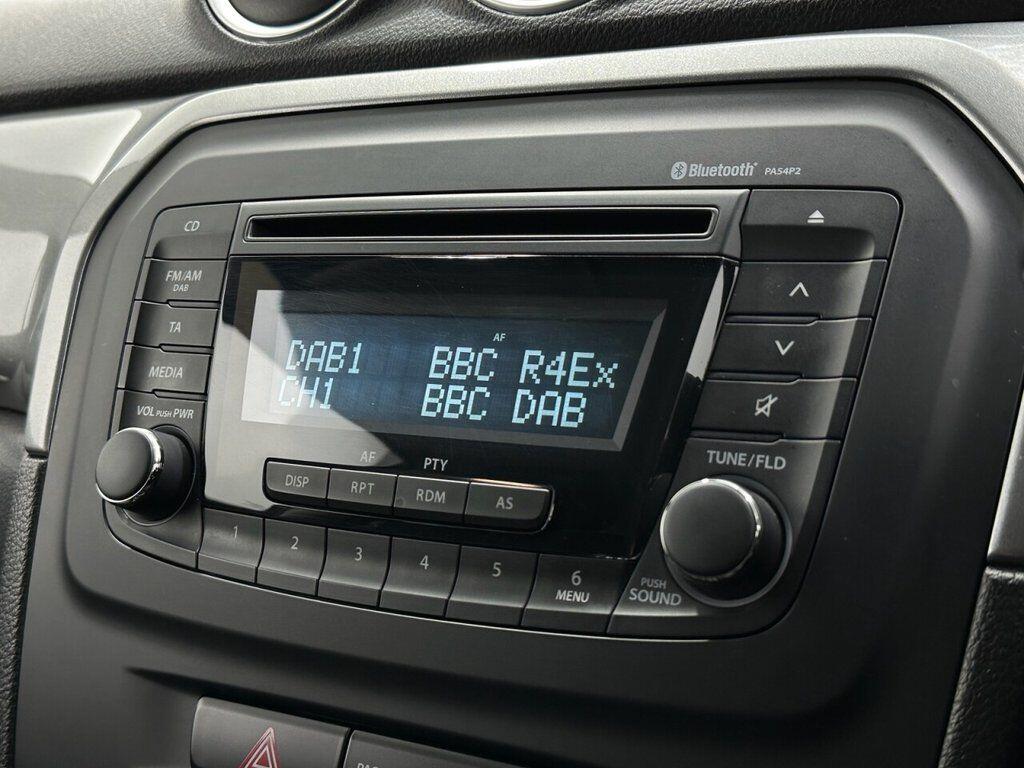 Bluetooth PA54P2
CD
FM/AM
DAB
TA
MEDIA
VOL PUSH PWR
AF
DAB1 BBC R4Ex
CH1 BBC DAB
AF PTY
DISP RPT RDM AS
1 2 3 4 5 6
MENU
TUNE/FLD
PUSH
SOUND